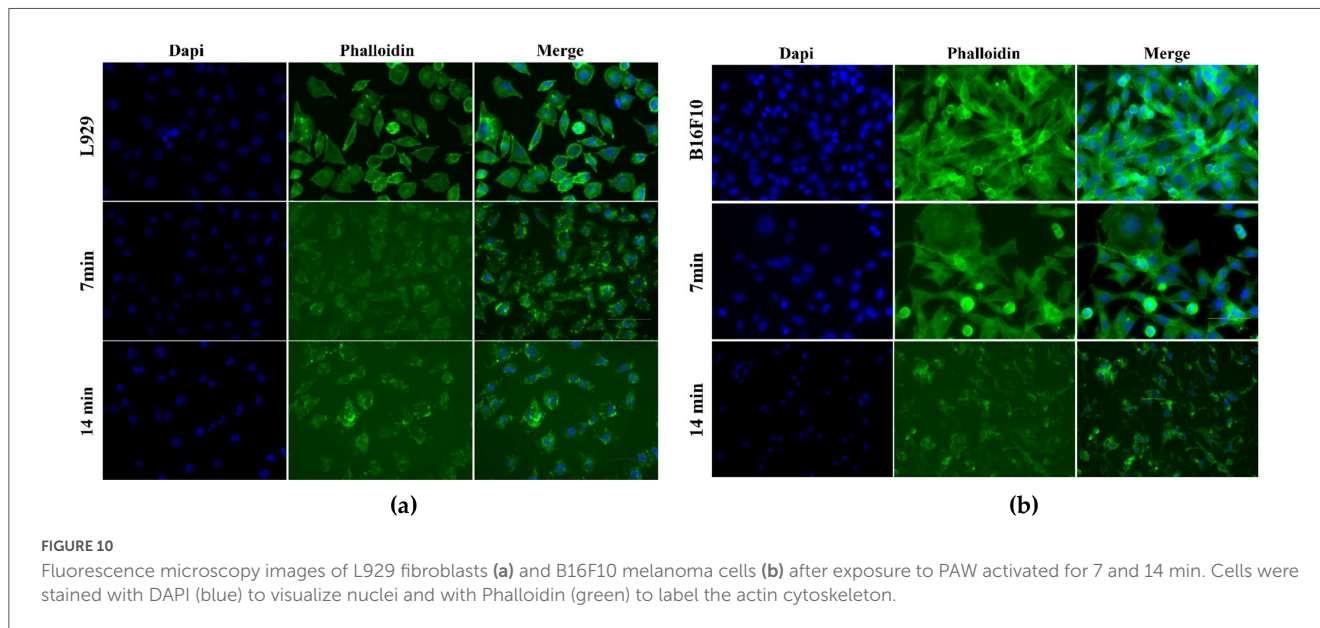 Dapi Phalloidin Merge
L929
7min
14 min
(a)
Dapi Phalloidin Merge
B16F10
7min
14 min
(b)
FIGURE 10
Fluorescence microscopy images of L929 fibroblasts (a) and B16F10 melanoma cells (b) after exposure to PAW activated for 7 and 14 min. Cells were
stained with DAPI (blue) to visualize nuclei and with Phalloidin (green) to label the actin cytoskeleton.